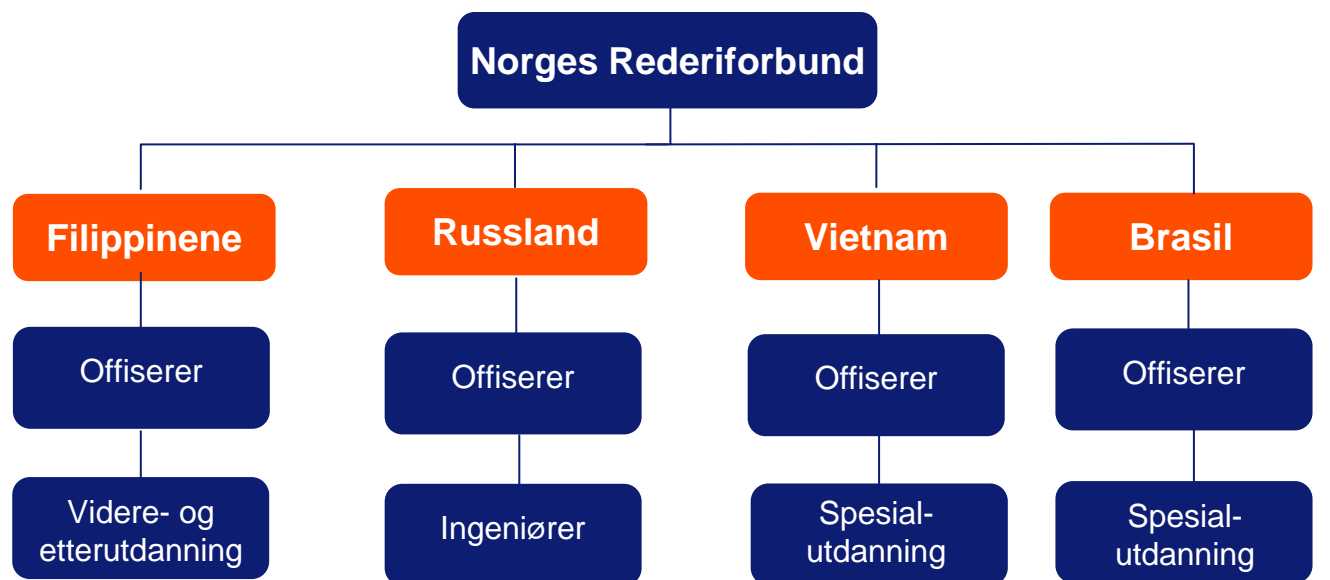 Norges Rederiforbund
Filippinene
Russland
Vietnam
Brasil
Offiserer
Offiserer
Offiserer
Offiserer
Videre- og
etterutdanning
Ingeniører
Spesial-
utdanning
Spesial-
utdanning